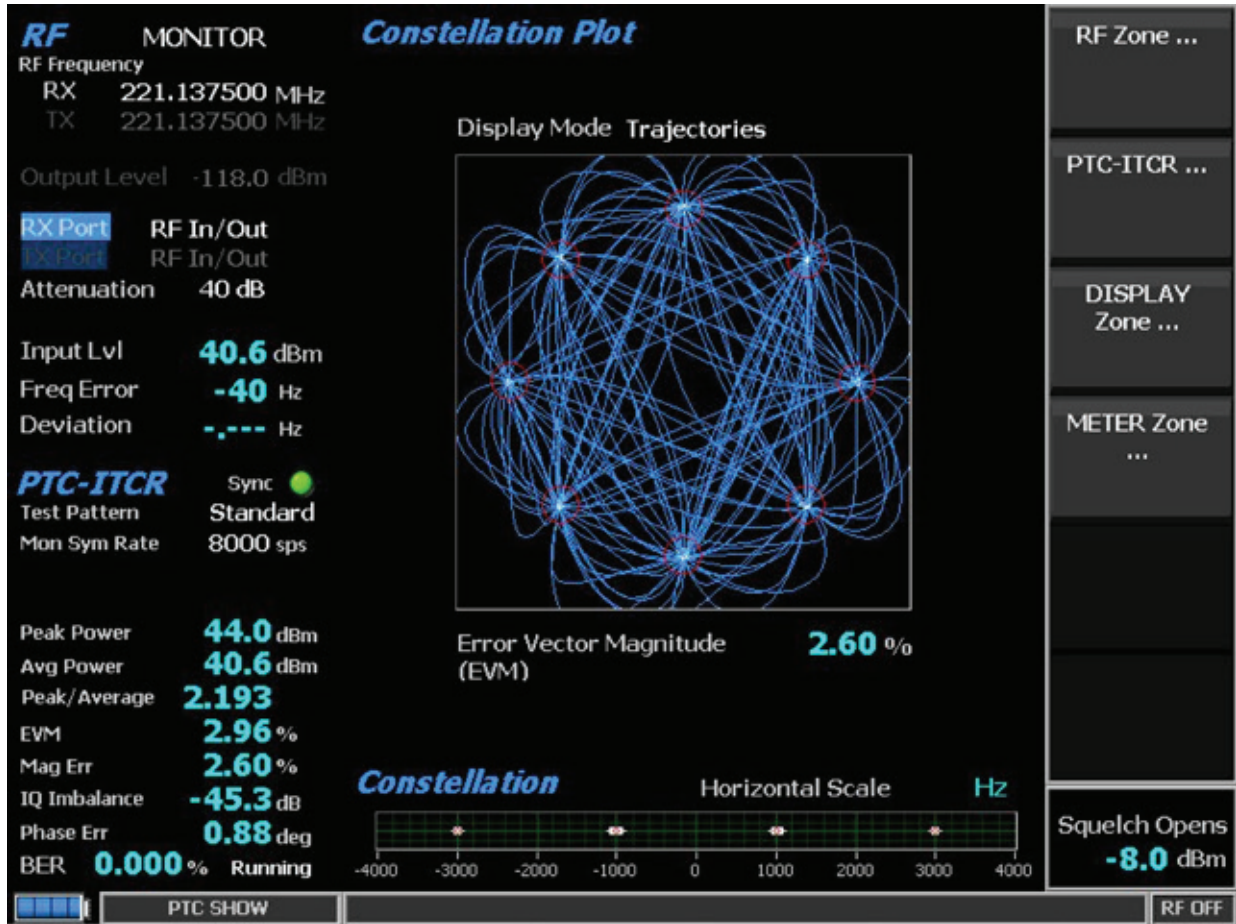 RF MONITOR
RF Frequency
RX 221.137500 MHz
TX 221.137500 MHz
Output Level -118.0 dBm
RX Port RF In/Out
TX Port RF In/Out
Attenuation 40 dB
Input Lvl 40.6 dBm
Freq Error -40 Hz
Deviation -.--- Hz
PTC-ITCR Sync
Test Pattern Standard
Mon Sym Rate 8000 sps
Peak Power 44.0 dBm
Avg Power 40.6 dBm
Peak/Average 2.193
EVM 2.96 %
Mag Err 2.60 %
IQ Imbalance -45.3 dB
Phase Err 0.88 deg
BER 0.000 % Running
Constellation Plot
Display Mode Trajectories
Error Vector Magnitude 2.60 %
(EVM)
Constellation Horizontal Scale Hz
-4000 -3000 -2000 -1000 0 1000 2000 3000 4000
RF Zone ...
PTC-ITCR ...
DISPLAY
Zone ...
METER Zone
...
Squelch Opens
-8.0 dBm
PTC SHOW
RF OFF